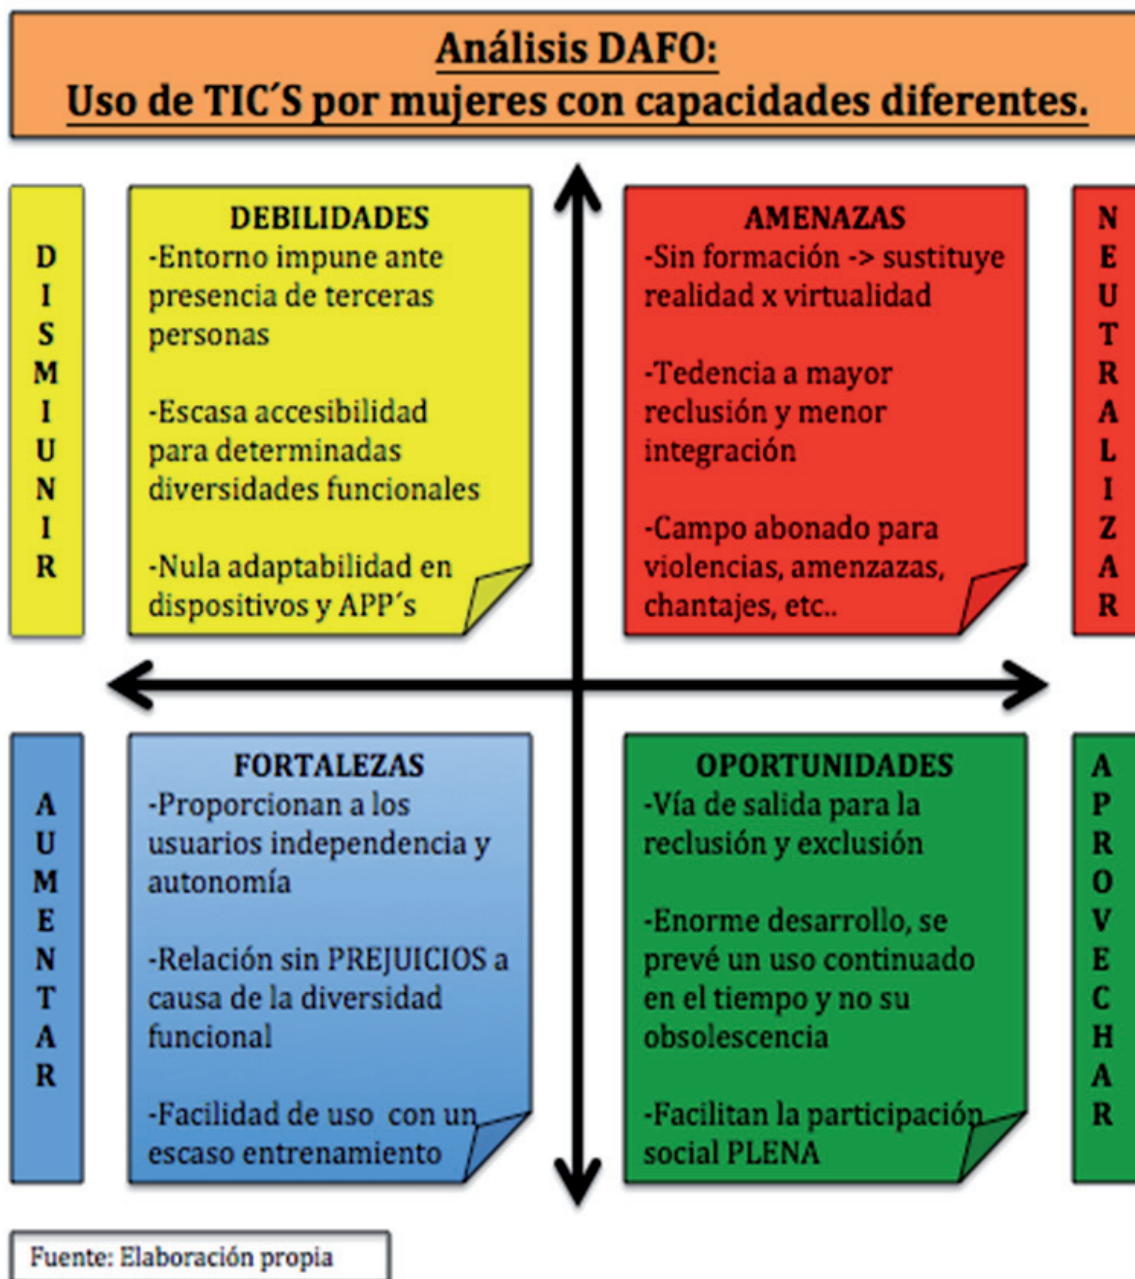 Análisis DAFO:
Uso de TIC´S por mujeres con capacidades diferentes.
DISMIUNIR
DEBILIDADES
-Entorno impune ante
presencia de terceras
personas
-Escasa accesibilidad
para determinadas
diversidades funcionales
-Nula adaptabilidad en
dispositivos y APP´s
AMENAZAS
-Sin formación -> sustituye
realidad x virtualidad
-Tedencia a mayor
reclusión y menor
integración
-Campo abonado para
violencias, amenzazas,
chantajes, etc..
NEUTRALIZAR
AUMENTAR
FORTALEZAS
-Proporcionan a los
usuarios independencia y
autonomía
-Relación sin PREJUICIOS a
causa de la diversidad
funcional
-Facilidad de uso con un
escaso entrenamiento
OPORTUNIDADES
-Vía de salida para la
reclusión y exclusión
-Enorme desarrollo, se
prevé un uso continuado
en el tiempo y no su
obsolescencia
-Facilitan la participación
social PLENA
APROVECHAR
Fuente: Elaboración propia